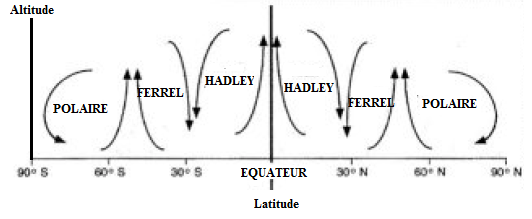 Altitude
POLAIRE FERREL HADLEY HADLEY FERREL POLAIRE
90° S 60° S 30° S EQUATEUR 30° N 60° N 90° N
Latitude